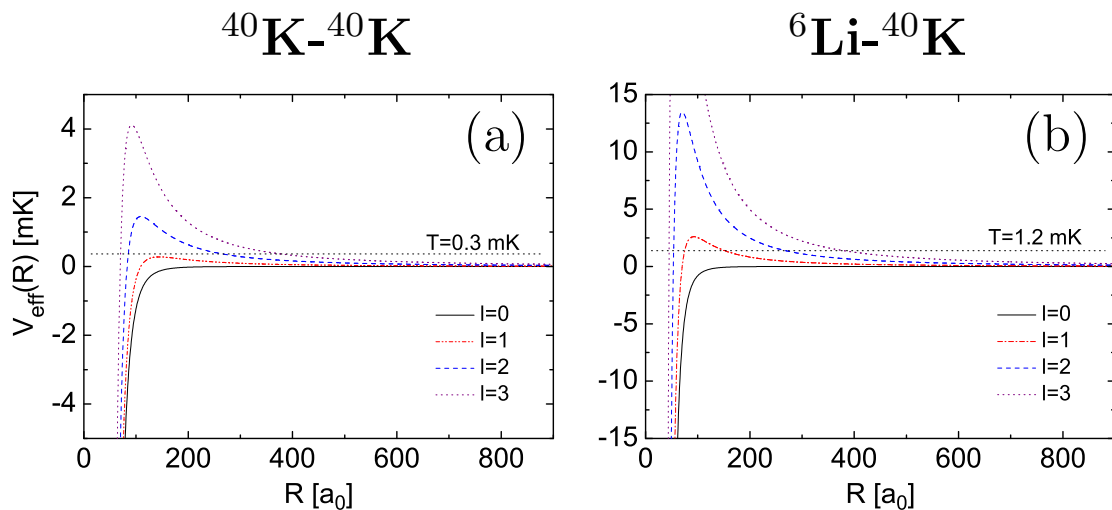 ⁴⁰K-⁴⁰K
⁶Li-⁴⁰K
(a)
V_eff(R) [mK]
4
2
0
-2
-4
T=0.3 mK
l=0
l=1
l=2
l=3
0 200 400 600 800
R [a₀]
(b)
15
10
5
0
-5
-10
-15
T=1.2 mK
l=0
l=1
l=2
l=3
0 200 400 600 800
R [a₀]